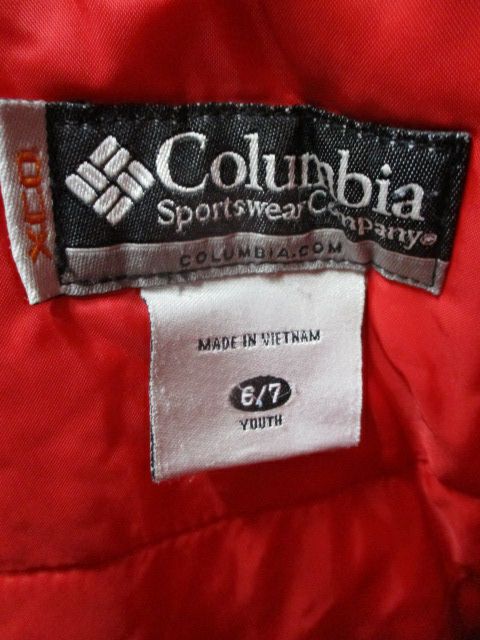 XCO
Columbia
Sportswear Company
COLUMBIA.COM
MADE IN VIETNAM
6/7
YOUTH